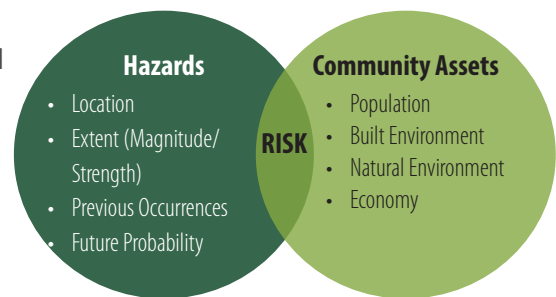 Hazards
• Location
• Extent (Magnitude/
Strength)
• Previous Occurrences
• Future Probability
RISK
Community Assets
• Population
• Built Environment
• Natural Environment
• Economy